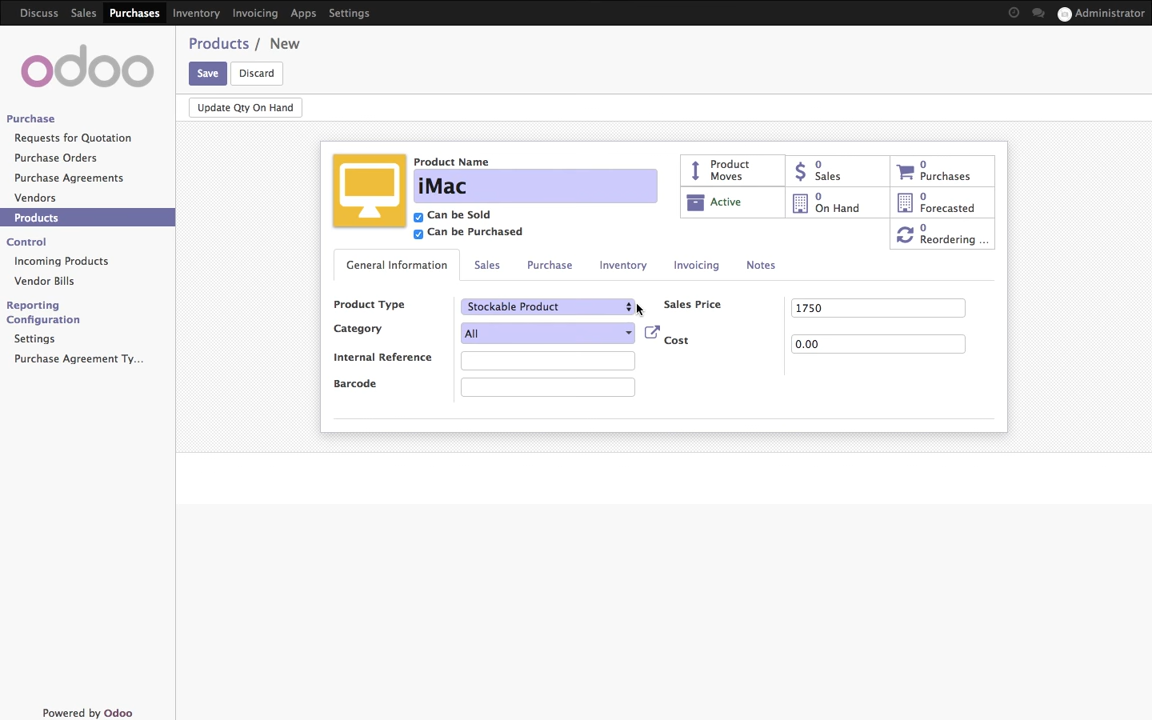 Discuss Sales Purchases Inventory Invoicing Apps Settings Administrator
odoo
Products / New
Save Discard
Update Qty On Hand
Purchase
Requests for Quotation
Purchase Orders
Purchase Agreements
Vendors
Products
Control
Incoming Products
Vendor Bills
Reporting
Configuration
Settings
Purchase Agreement Ty...
Powered by Odoo
Product Name
iMac
Can be Sold
Can be Purchased
Product Moves
0 Sales
0 Purchases
Active
0 On Hand
0 Forecasted
0 Reordering ...
General Information Sales Purchase Inventory Invoicing Notes
Product Type Stockable Product
Category All
Internal Reference
Barcode
Sales Price 1750
Cost 0.00